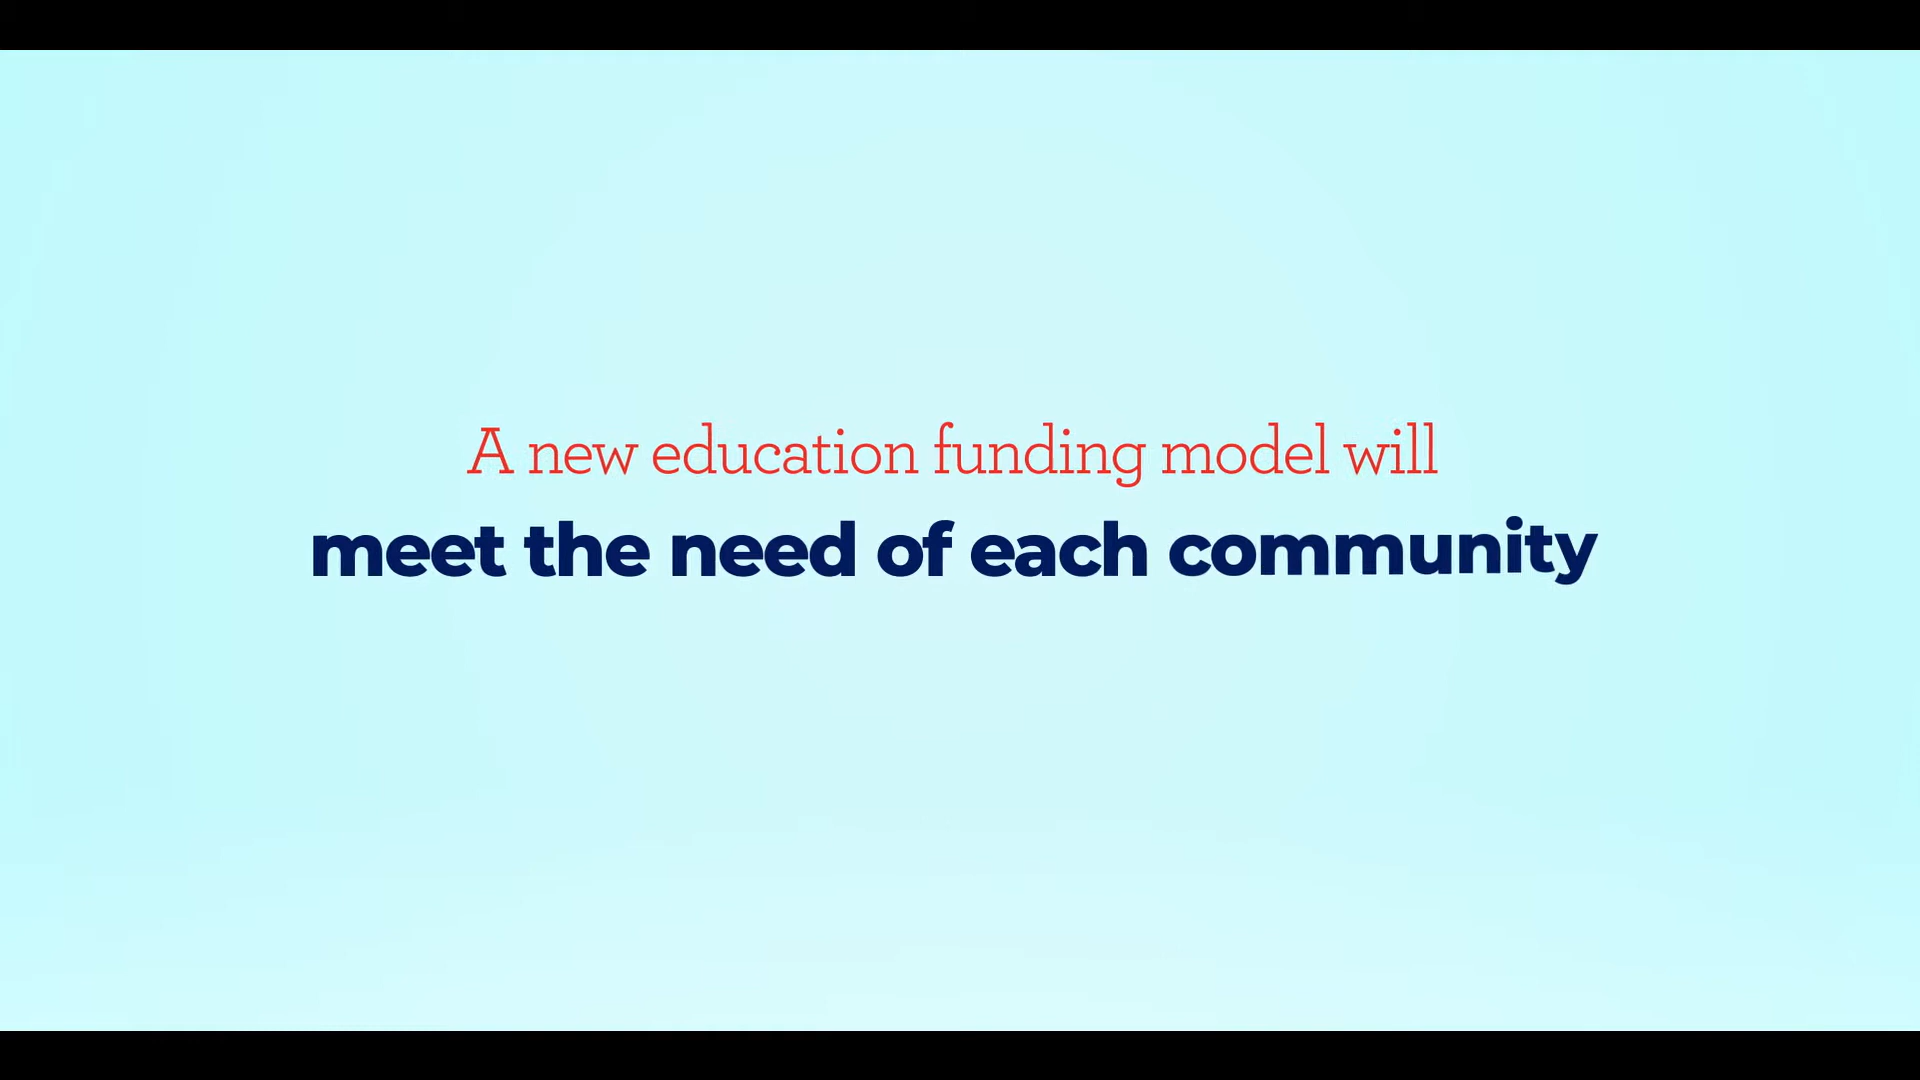 A new education funding model will
meet the need of each community